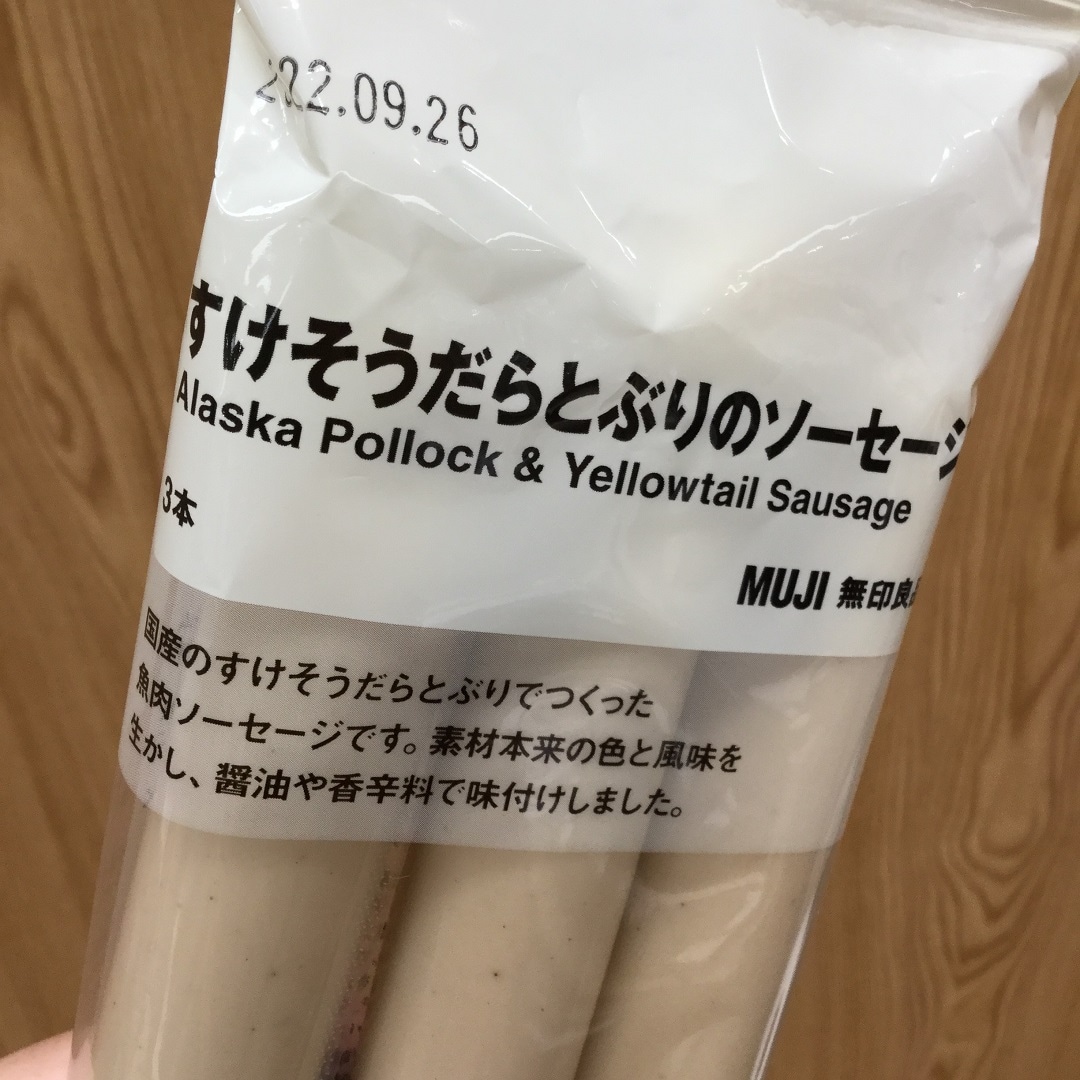 2022.09.26
すけそうだらとぶりのソーセージ
Alaska Pollock & Yellowtail Sausage
3本
MUJI 無印良品
国産のすけそうだらとぶりでつくった
魚肉ソーセージです。素材本来の色と風味を
生かし、醤油や香辛料で味付けしました。